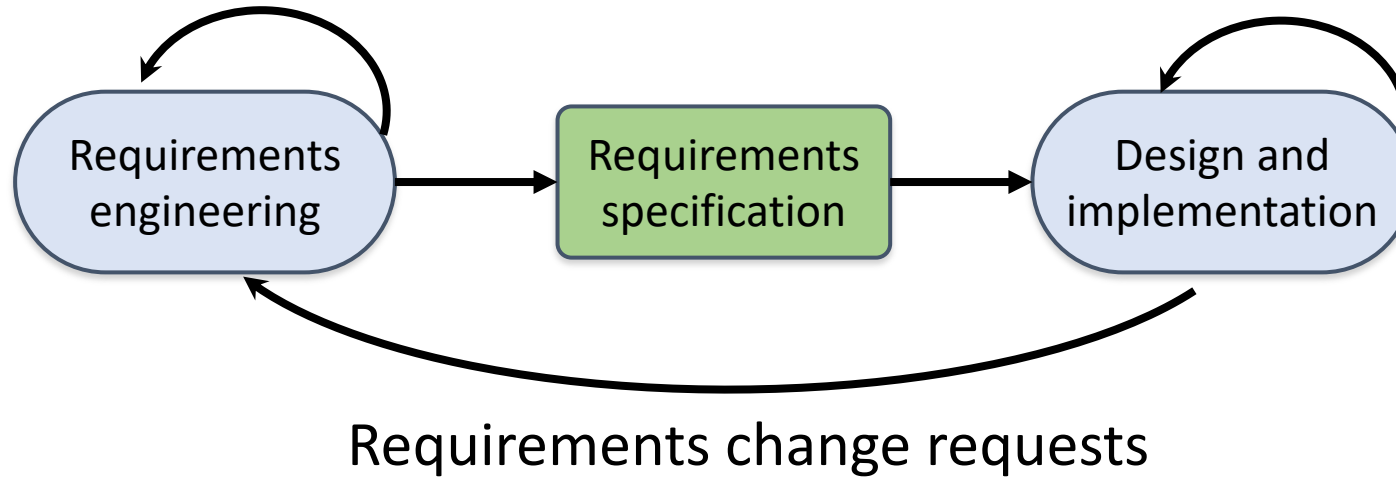 Requirements
engineering
Requirements
specification
Design and
implementation
Requirements change requests